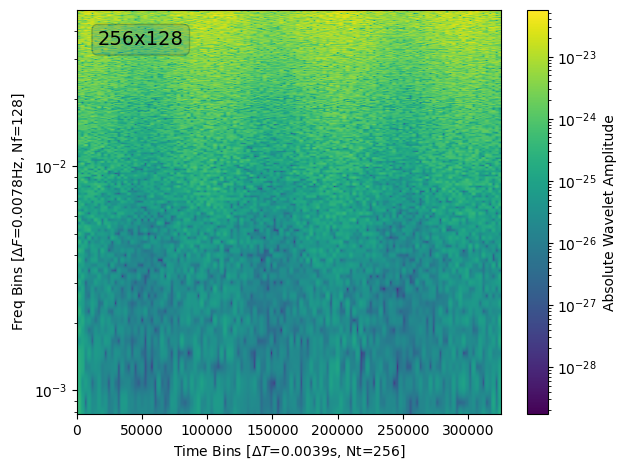 256x128
Freq Bins [ΔF=0.0078Hz, Nf=128]
10⁻²
10⁻³
0 50000 100000 150000 200000 250000 300000
Time Bins [ΔT=0.0039s, Nt=256]
10⁻²³
10⁻²⁴
10⁻²⁵
10⁻²⁶
10⁻²⁷
10⁻²⁸
Absolute Wavelet Amplitude